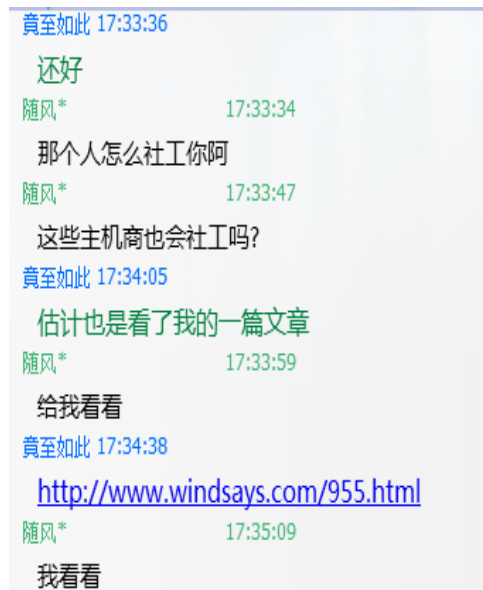 竟至如此 17:33:36
还好
随风* 17:33:34
那个人怎么社工你阿
随风* 17:33:47
这些主机商也会社工吗?
竟至如此 17:34:05
估计也是看了我的一篇文章
随风* 17:33:59
给我看看
竟至如此 17:34:38
http://www.windsays.com/955.html
随风* 17:35:09
我看看